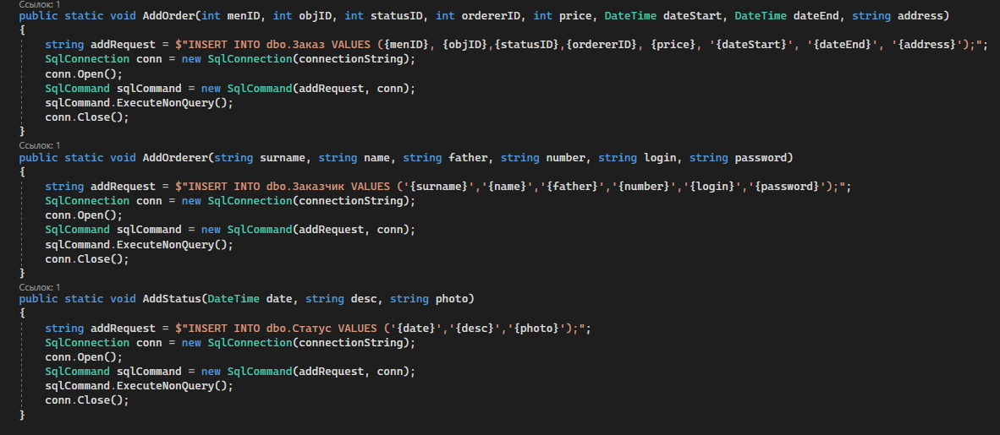 Ссылок: 1
public static void AddOrder(int menID, int objID, int statusID, int ordererID, int price, DateTime dateStart, DateTime dateEnd, string address)
{
string addRequest = $"INSERT INTO dbo.Заказ VALUES ({menID}, {objID},{statusID},{ordererID}, {price}, '{dateStart}', '{dateEnd}', '{address}');";
SqlConnection conn = new SqlConnection(connectionString);
conn.Open();
SqlCommand sqlCommand = new SqlCommand(addRequest, conn);
sqlCommand.ExecuteNonQuery();
conn.Close();
}
Ссылок: 1
public static void AddOrderer(string surname, string name, string father, string number, string login, string password)
{
string addRequest = $"INSERT INTO dbo.Заказчик VALUES ('{surname}','{name}','{father}','{number}','{login}','{password}');";
SqlConnection conn = new SqlConnection(connectionString);
conn.Open();
SqlCommand sqlCommand = new SqlCommand(addRequest, conn);
sqlCommand.ExecuteNonQuery();
conn.Close();
}
Ссылок: 1
public static void AddStatus(DateTime date, string desc, string photo)
{
string addRequest = $"INSERT INTO dbo.Статус VALUES ('{date}','{desc}','{photo}');";
SqlConnection conn = new SqlConnection(connectionString);
conn.Open();
SqlCommand sqlCommand = new SqlCommand(addRequest, conn);
sqlCommand.ExecuteNonQuery();
conn.Close();
}